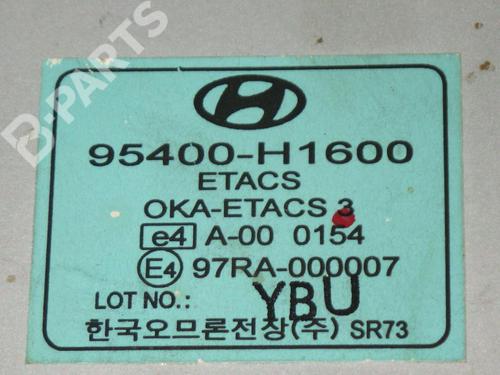 B-PARTS
95400-H1600
ETACS
OKA-ETACS 3
e4 A-00 0154
E4 97RA-000007
LOT NO.: YBU
한국오므론전장(주) SR73